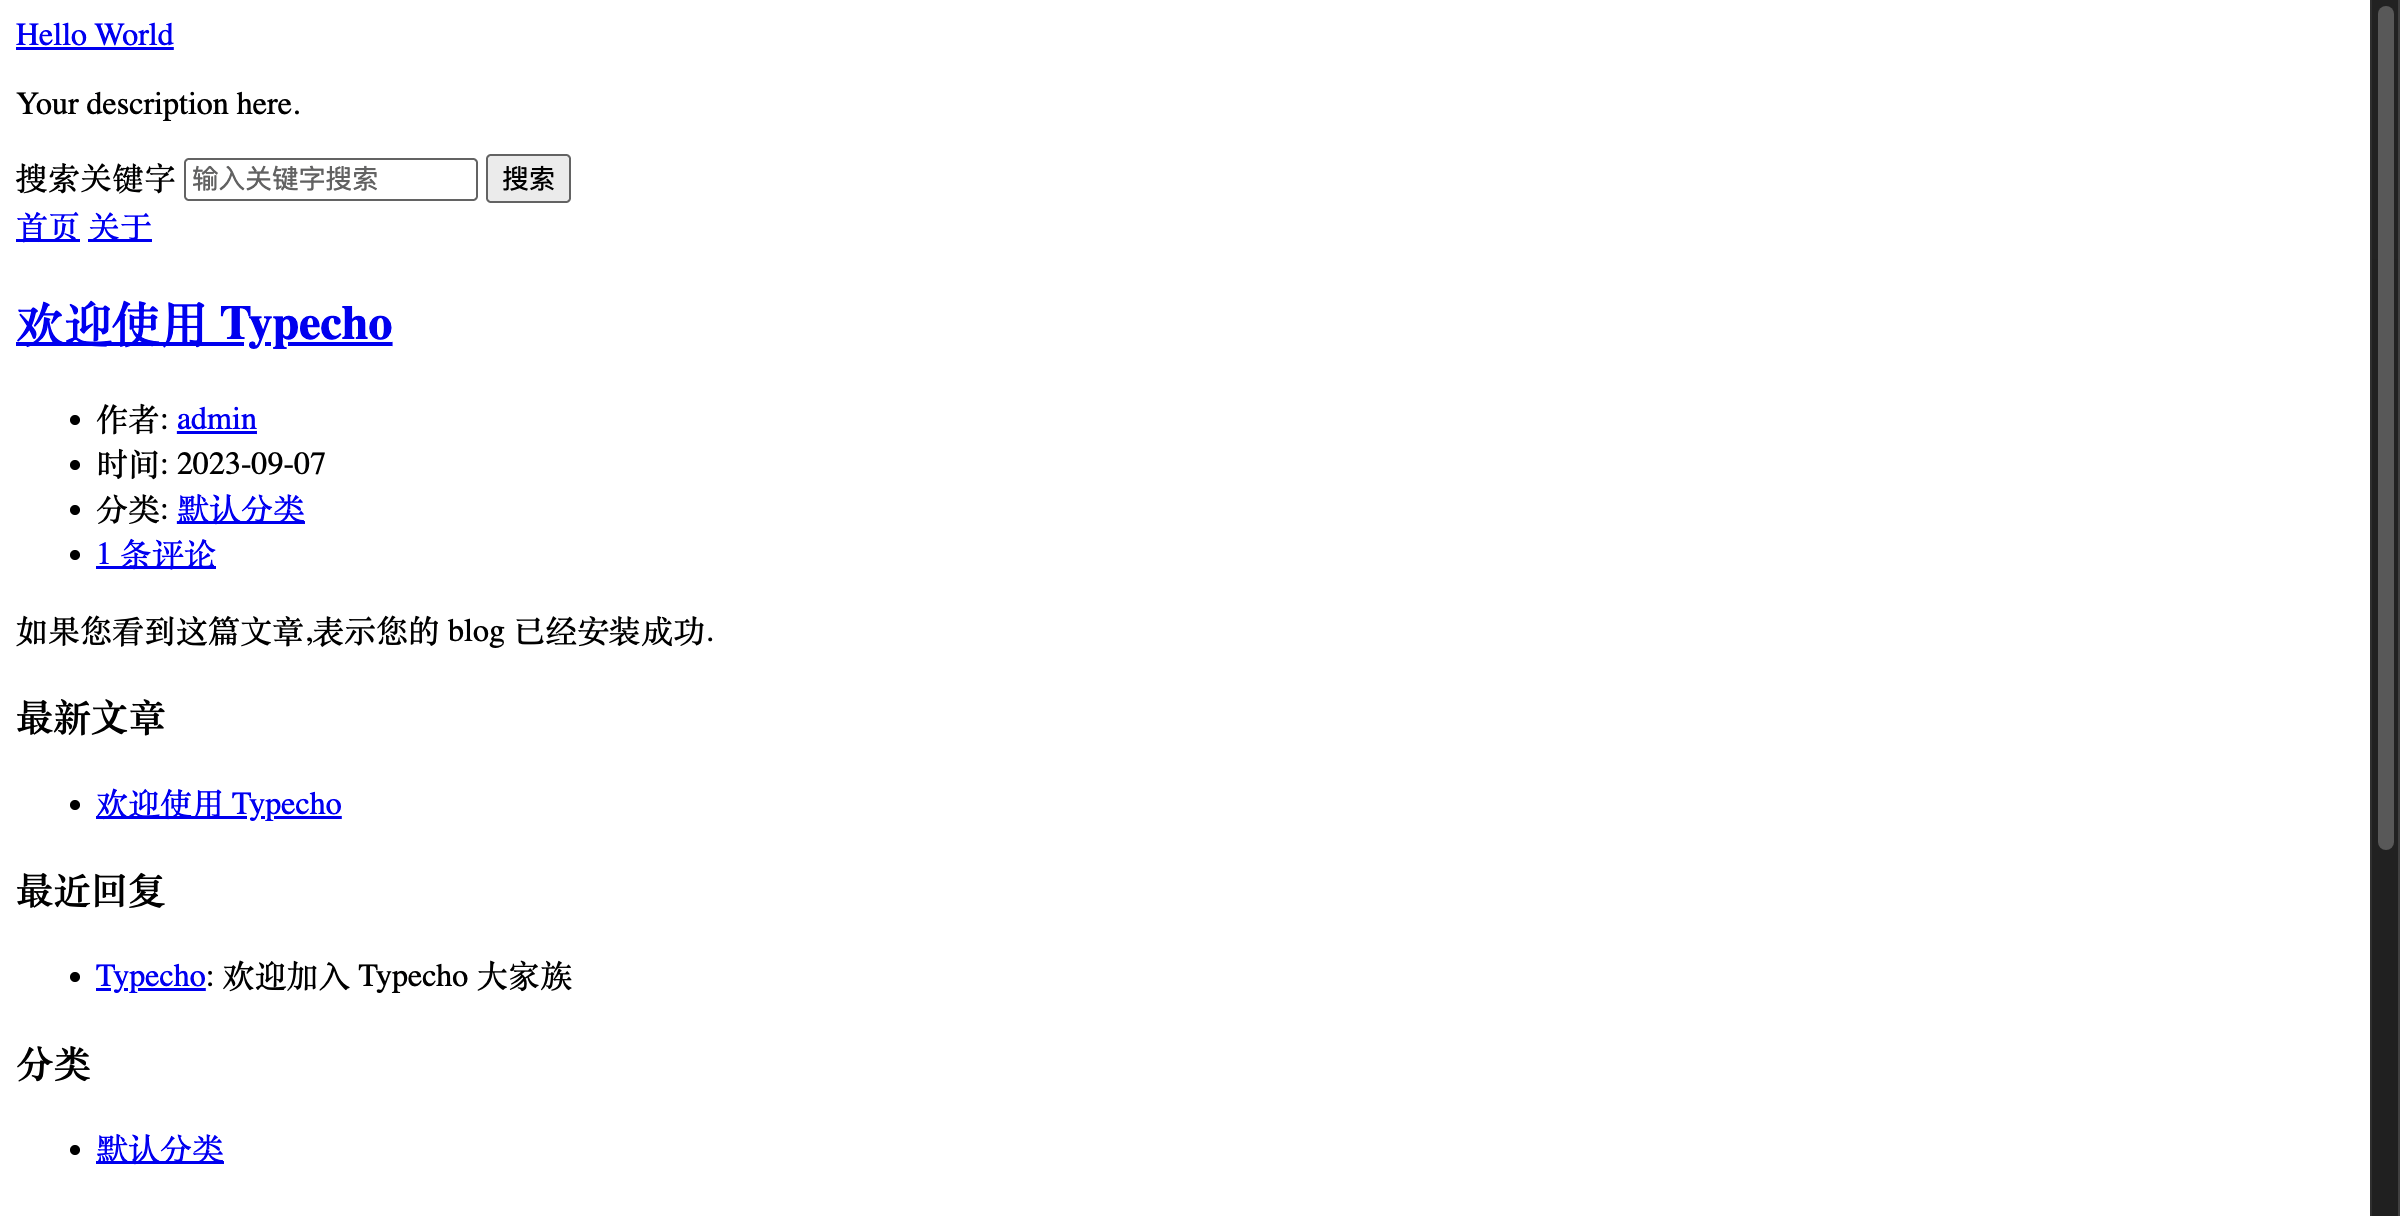 Hello World
Your description here.
搜索关键字 输入关键字搜索 搜索
首页 关于
欢迎使用 Typecho
作者: admin
时间: 2023-09-07
分类: 默认分类
1 条评论
如果您看到这篇文章,表示您的 blog 已经安装成功.
最新文章
欢迎使用 Typecho
最近回复
Typecho: 欢迎加入 Typecho 大家族
分类
默认分类